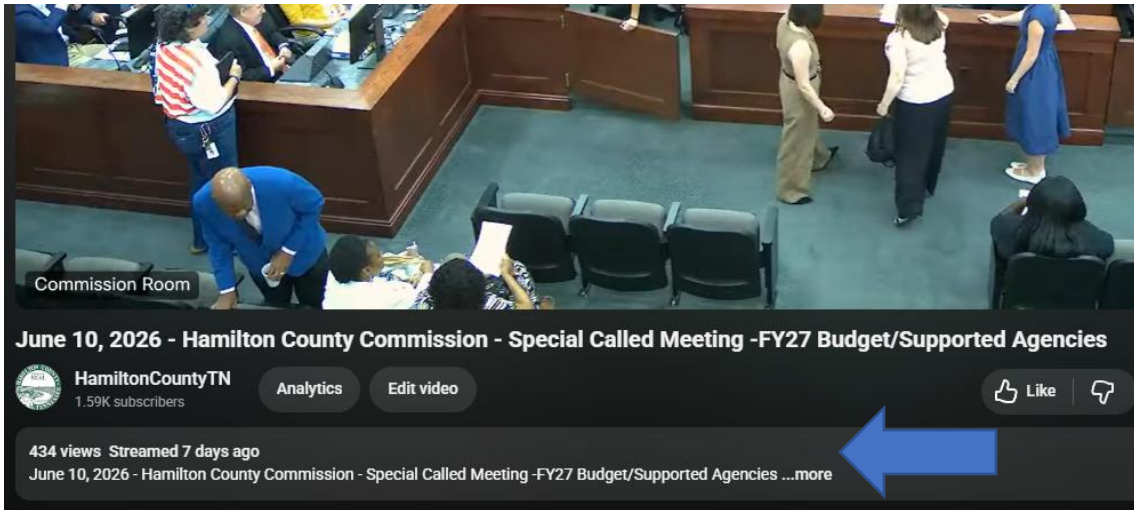 Commission Room
June 10, 2026 - Hamilton County Commission - Special Called Meeting -FY27 Budget/Supported Agencies
HamiltonCountyTN
1.59K subscribers
Analytics
Edit video
Like
434 views Streamed 7 days ago
June 10, 2026 - Hamilton County Commission - Special Called Meeting -FY27 Budget/Supported Agencies ...more